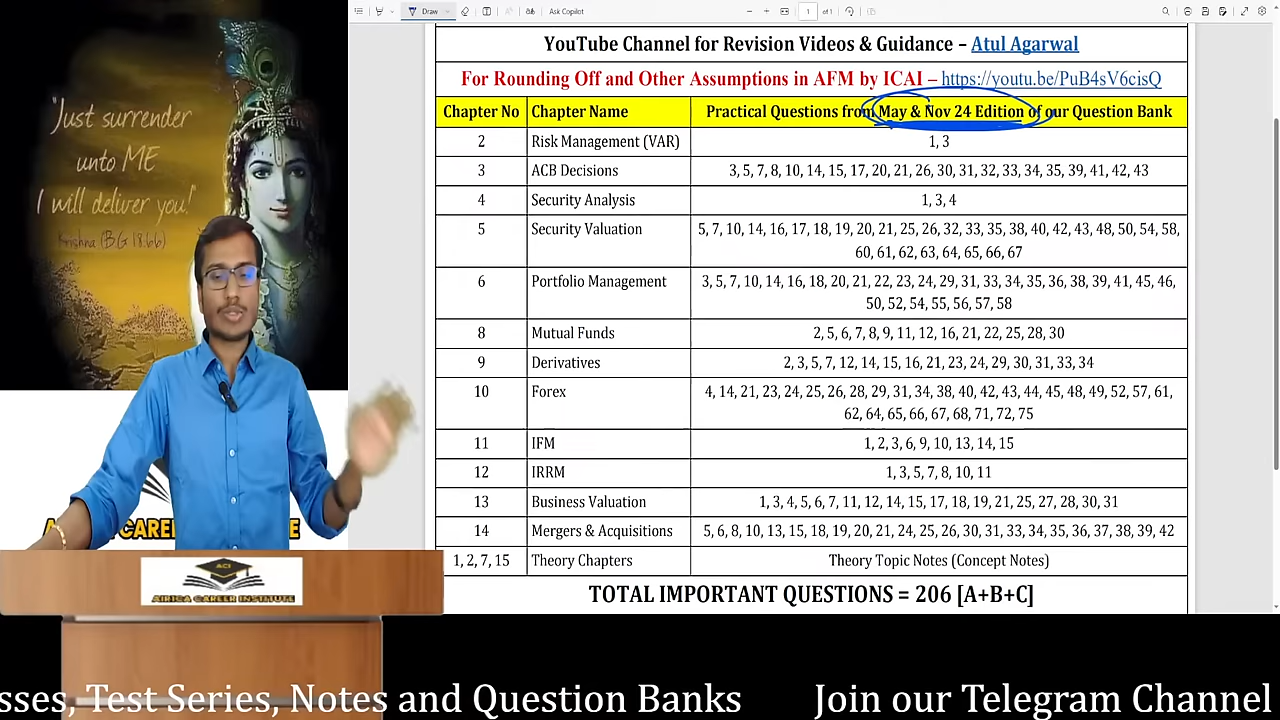 Draw
Ask Copilot
1
of 1
YouTube Channel for Revision Videos & Guidance – Atul Agarwal
For Rounding Off and Other Assumptions in AFM by ICAI – https://youtu.be/PuB4sV6cisQ
Chapter No Chapter Name Practical Questions from May & Nov 24 Edition of our Question Bank
2 Risk Management (VAR) 1, 3
3 ACB Decisions 3, 5, 7, 8, 10, 14, 15, 17, 20, 21, 26, 30, 31, 32, 33, 34, 35, 39, 41, 42, 43
4 Security Analysis 1, 3, 4
5 Security Valuation 5, 7, 10, 14, 16, 17, 18, 19, 20, 21, 25, 26, 32, 33, 35, 38, 40, 42, 43, 48, 50, 54, 58,
60, 61, 62, 63, 64, 65, 66, 67
6 Portfolio Management 3, 5, 7, 10, 14, 16, 18, 20, 21, 22, 23, 24, 29, 31, 33, 34, 35, 36, 38, 39, 41, 45, 46,
50, 52, 54, 55, 56, 57, 58
8 Mutual Funds 2, 5, 6, 7, 8, 9, 11, 12, 16, 21, 22, 25, 28, 30
9 Derivatives 2, 3, 5, 7, 12, 14, 15, 16, 21, 23, 24, 29, 30, 31, 33, 34
10 Forex 4, 14, 21, 23, 24, 25, 26, 28, 29, 31, 34, 38, 40, 42, 43, 44, 45, 48, 49, 52, 57, 61,
62, 64, 65, 66, 67, 68, 71, 72, 75
11 IFM 1, 2, 3, 6, 9, 10, 13, 14, 15
12 IRRM 1, 3, 5, 7, 8, 10, 11
13 Business Valuation 1, 3, 4, 5, 6, 7, 11, 12, 14, 15, 17, 18, 19, 21, 25, 27, 28, 30, 31
14 Mergers & Acquisitions 5, 6, 8, 10, 13, 15, 18, 19, 20, 21, 24, 25, 26, 30, 31, 33, 34, 35, 36, 37, 38, 39, 42
1, 2, 7, 15 Theory Chapters Theory Topic Notes (Concept Notes)
TOTAL IMPORTANT QUESTIONS = 206 [A+B+C]
"Just surrender
unto ME
I will deliver you!"
Krishna (BG 18:66)
ACI
AIRICA CAREER INSTITUTE
sses, Test Series, Notes and Question Banks Join our Telegram Channel